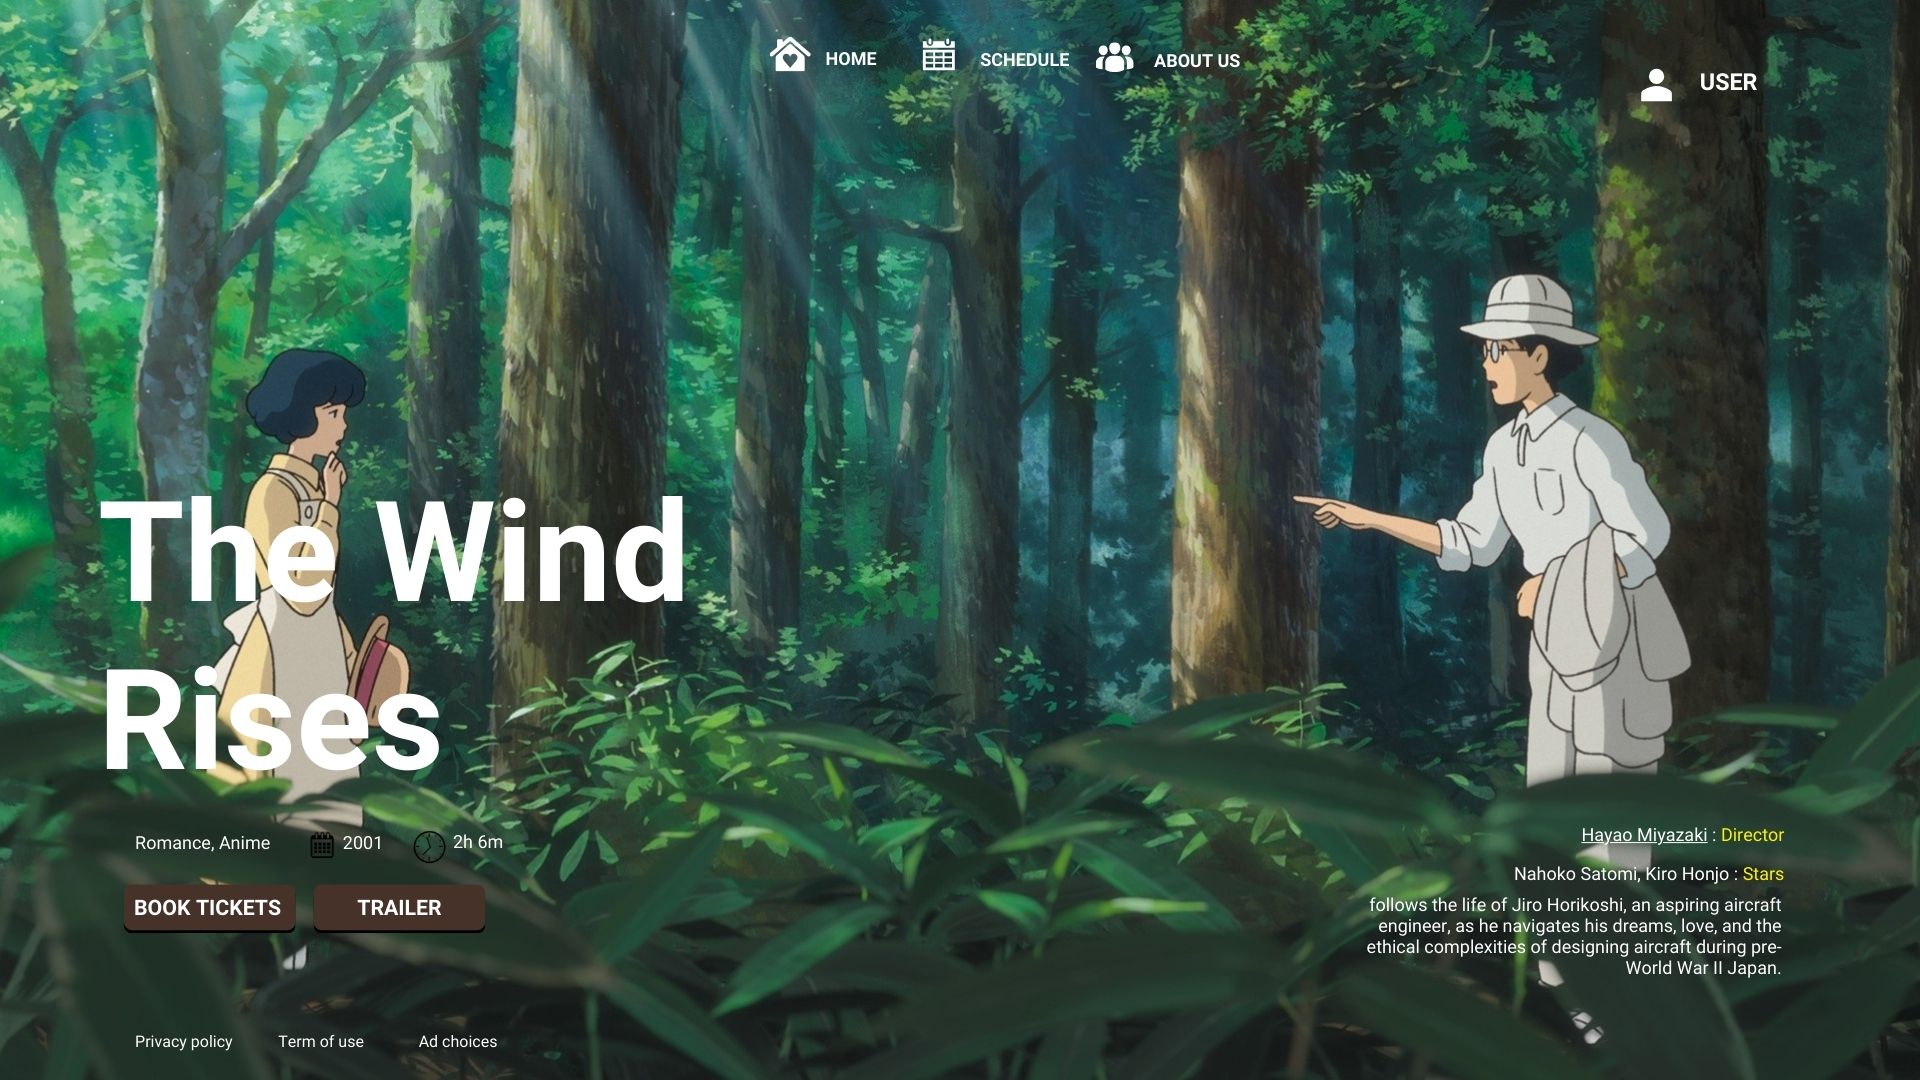 HOME
SCHEDULE
ABOUT US
USER
The Wind
Rises
Romance, Anime
2001
2h 6m
BOOK TICKETS
TRAILER
Hayao Miyazaki : Director
Nahoko Satomi, Kiro Honjo : Stars
follows the life of Jiro Horikoshi, an aspiring aircraft
engineer, as he navigates his dreams, love, and the
ethical complexities of designing aircraft during pre-
World War II Japan.
Privacy policy
Term of use
Ad choices